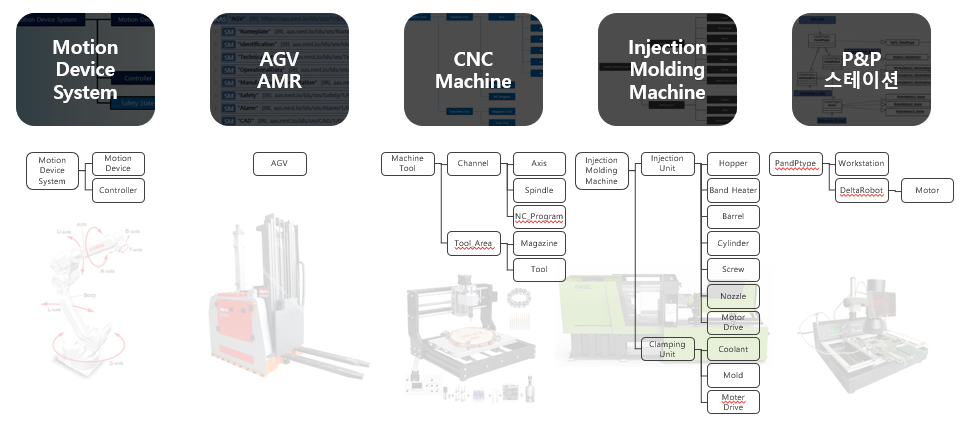 Motion
Device
System
AGV
AMR
CNC
Machine
Injection
Molding
Machine
P&P
스테이션
Motion
Device
System
Motion
Device
Controller
AGV
Machine
Tool
Channel
Axis
Spindle
NC_Program
Tool_Area
Magazine
Tool
Injection
Molding
Machine
Injection
Unit
Hopper
Band Heater
Barrel
Cylinder
Screw
Nozzle
Motor
Drive
Clamping
Unit
Coolant
Mold
Moter
Drive
PandPtype
Workstation
DeltaRobot
Motor